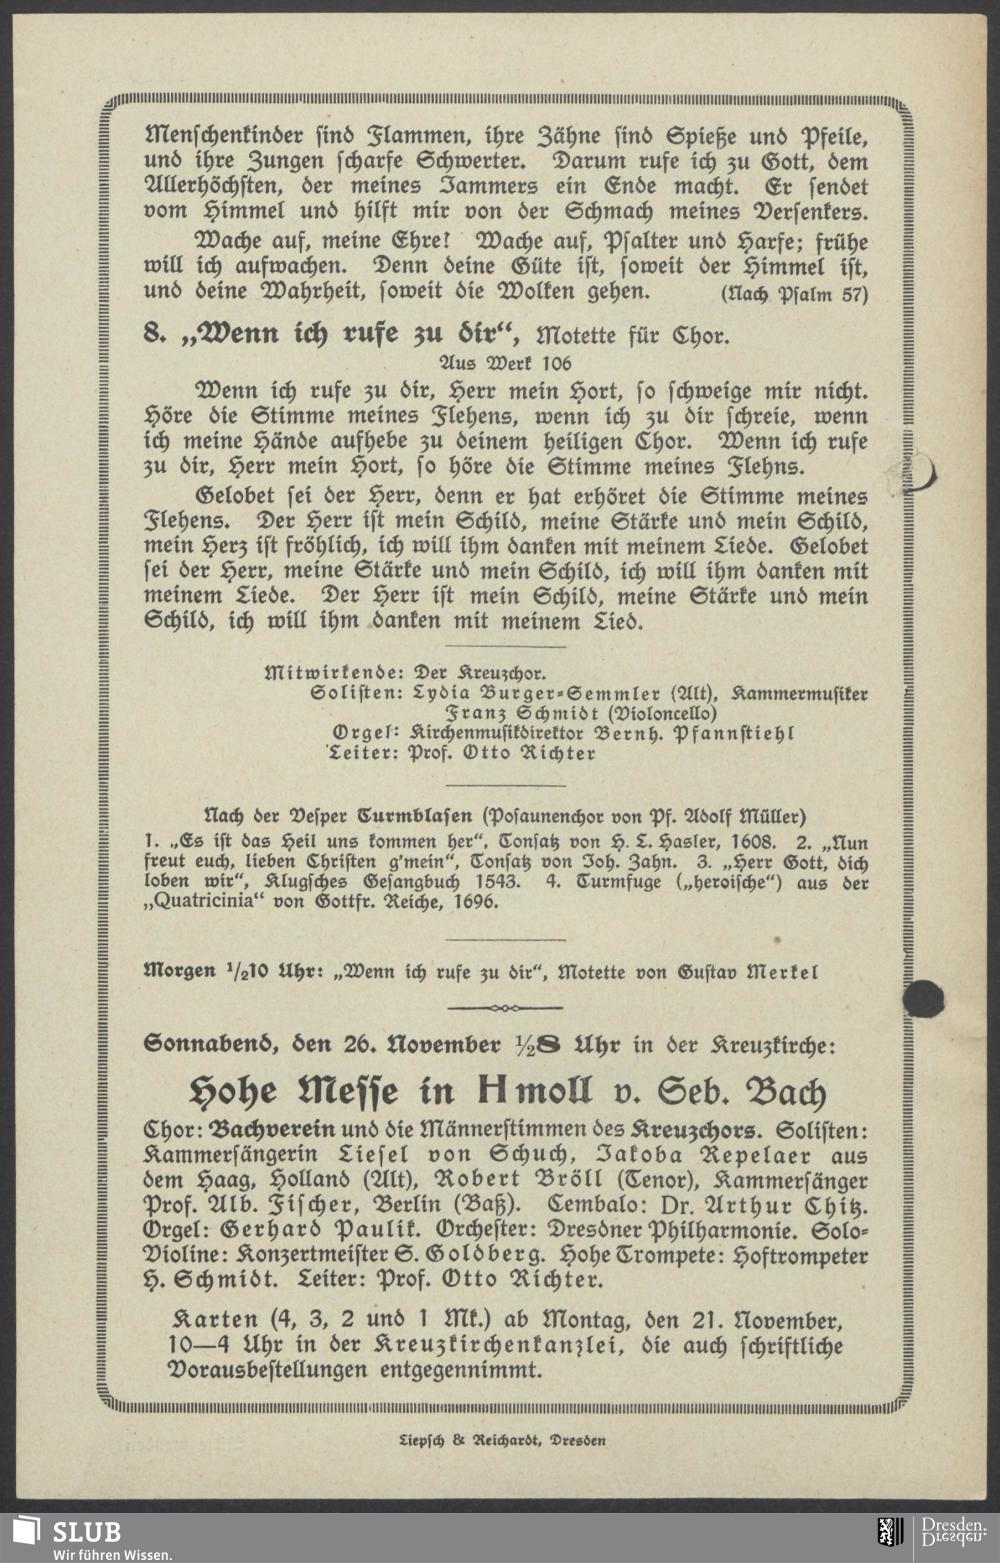 Menschenkinder sind Flammen, ihre Zähne sind Spieße und Pfeile,
und ihre Zungen scharfe Schwerter. Darum rufe ich zu Gott, dem
Allerhöchsten, der meines Jammers ein Ende macht. Er sendet
vom Himmel und hilft mir von der Schmach meines Versenkers.
Wache auf, meine Ehre! Wache auf, Psalter und Harfe; frühe
will ich aufwachen. Denn deine Güte ist, soweit der Himmel ist,
und deine Wahrheit, soweit die Wolken gehen. (Nach Psalm 57)
8. „Wenn ich rufe zu dir“, Motette für Chor.
Aus Werk 106
Wenn ich rufe zu dir, Herr mein Hort, so schweige mir nicht.
Höre die Stimme meines Flehens, wenn ich zu dir schreie, wenn
ich meine Hände aufhebe zu deinem heiligen Chor. Wenn ich rufe
zu dir, Herr mein Hort, so höre die Stimme meines Flehns.
Gelobet sei der Herr, denn er hat erhöret die Stimme meines
Flehens. Der Herr ist mein Schild, meine Stärke und mein Schild,
mein Herz ist fröhlich, ich will ihm danken mit meinem Liede. Gelobet
sei der Herr, meine Stärke und mein Schild, ich will ihm danken mit
meinem Liede. Der Herr ist mein Schild, meine Stärke und mein
Schild, ich will ihm danken mit meinem Lied.
Mitwirkende: Der Kreuzchor.
Solisten: Lydia Burger-Semmler (Alt), Kammermusiker
Franz Schmidt (Violoncello)
Orgel: Kirchenmusikdirektor Bernh. Pfannstiehl
Leiter: Prof. Otto Richter
Nach der Vesper Turmblasen (Posaunenchor von Pf. Adolf Müller)
1. „Es ist das Heil uns kommen her“, Tonsatz von H. L. Hasler, 1608. 2. „Nun
freut euch, lieben Christen g'mein“, Tonsatz von Joh. Zahn. 3. „Herr Gott, dich
loben wir“, Klugsches Gesangbuch 1543. 4. Turmfuge („heroische“) aus der
„Quatricinia“ von Gottfr. Reiche, 1696.
Morgen ½10 Uhr: „Wenn ich rufe zu dir“, Motette von Gustav Merkel
Sonnabend, den 26. November ½8 Uhr in der Kreuzkirche:
Hohe Messe in H moll v. Seb. Bach
Chor: Bachverein und die Männerstimmen des Kreuzchors. Solisten:
Kammersängerin Liesel von Schuch, Jakoba Repelaer aus
dem Haag, Holland (Alt), Robert Bröll (Tenor), Kammersänger
Prof. Alb. Fischer, Berlin (Baß). Cembalo: Dr. Arthur Chitz.
Orgel: Gerhard Paulik. Orchester: Dresdner Philharmonie. Solo-
Violine: Konzertmeister S. Goldberg. Hohe Trompete: Hoftrompeter
H. Schmidt. Leiter: Prof. Otto Richter.
Karten (4, 3, 2 und 1 Mk.) ab Montag, den 21. November,
10—4 Uhr in der Kreuzkirchenkanzlei, die auch schriftliche
Vorausbestellungen entgegennimmt.
Liepsch & Reichardt, Dresden
SLUB
Wir führen Wissen.
Dresden.
Dresden.